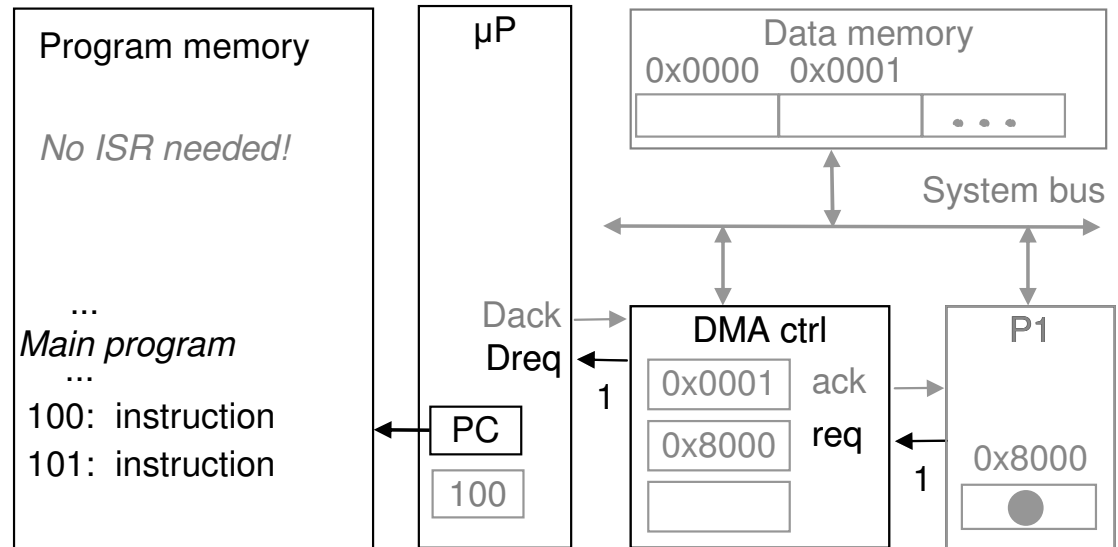 Program memory
No ISR needed!
...
Main program
...
100: instruction
101: instruction
µP
Dack
Dreq
PC
100
Data memory
0x0000 0x0001
...
System bus
DMA ctrl
0x0001 ack
0x8000 req
1
1
P1
0x8000